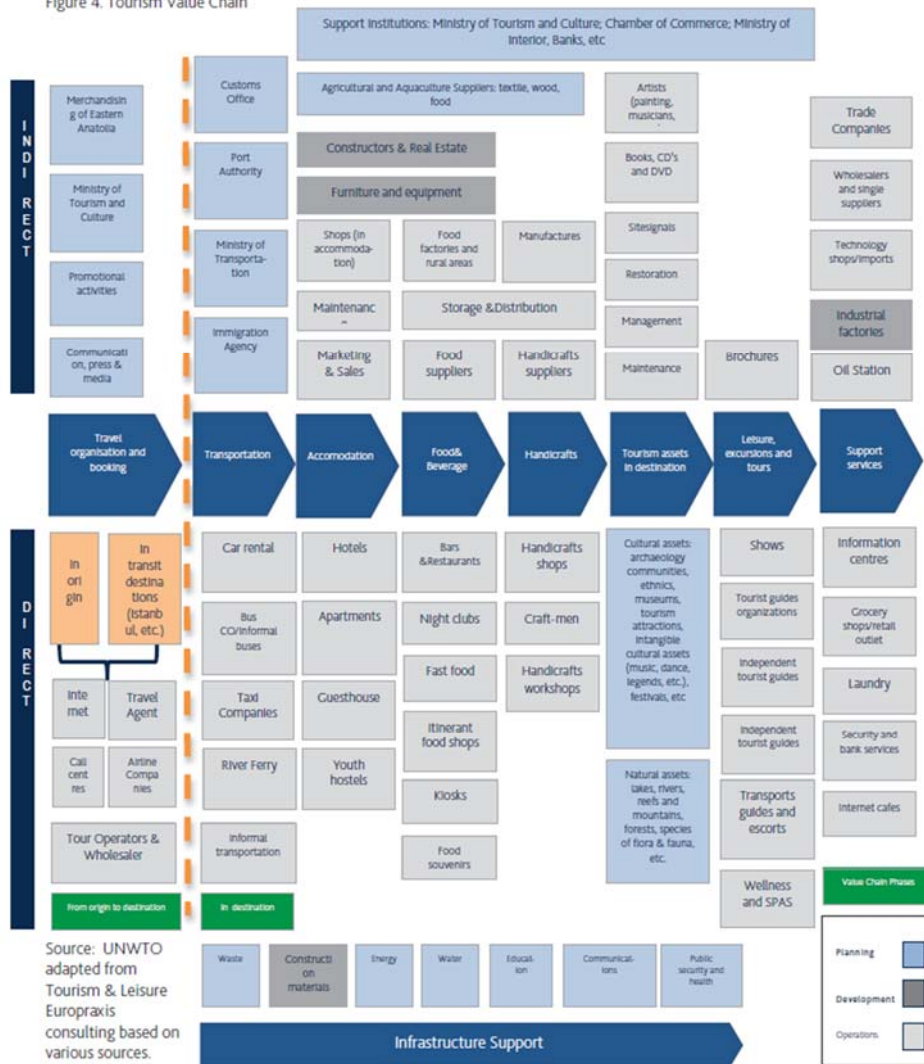 Figure 4. Tourism Value Chain
Support Institutions: Ministry of Tourism and Culture; Chamber of Commerce; Ministry of
Interior, Banks, etc
INDIRECT
Merchandisin
g of Eastern
Anatolia
Ministry of
Tourism and
Culture
Promotional
activities
Communicati
on, press &
media
Customs
Office
Port
Authority
Ministry of
Transporta-
tion
Immigration
Agency
Agricultural and Aquaculture Suppliers: textile, wood,
food
Constructors & Real Estate
Furniture and equipment
Shops (in
accommoda-
tion)
Maintenanc
Marketing
& Sales
Food
factories and
rural areas
Manufactures
Storage &Distribution
Food
suppliers
Handicrafts
suppliers
Artists
(painting,
musicians,
Books, CD's
and DVD
Sitesignals
Restoration
Management
Maintenance
Brochures
Trade
Companies
Wholesalers
and single
suppliers
Technology
shops/imports
Industrial
factories
Oil Station
Travel
organisation and
booking
Transportation
Accomodation
Food&
Beverage
Handicrafts
Tourism assets
in destination
Leisure,
excursions and
tours
Support
services
DIRECT
In
ori
gin
In
transit
destina
tions
(Istanb
ul, etc.)
Inte
rnet
Travel
Agent
Call
cent
res
Airline
Compa
nies
Tour Operators &
Wholesaler
From origin to destination
Car rental
Bus
CO/Informal
buses
Taxi
Companies
River Ferry
Informal
transportation
In destination
Hotels
Apartments
Guesthouse
Youth
hostels
Bars
&Restaurants
Night clubs
Fast food
Itinerant
food shops
Kiosks
Food
souvenirs
Handicrafts
shops
Craft-men
Handicrafts
workshops
Cultural assets:
archaeology
communities,
ethnics,
museums,
tourism
attractions,
intangible
cultural assets
(music, dance,
legends, etc.),
festivals, etc
Natural assets:
lakes, rivers,
reefs and
mountains,
forests, species
of flora & fauna,
etc.
Shows
Tourist guides
organizations
Independent
tourist guides
Independent
tourist guides
Transports
guides and
escorts
Wellness
and SPAS
Information
centres
Grocery
shops/retail
outlet
Laundry
Security and
bank services
Internet cafes
Value Chain Phases
Planning
Development
Operations
Source: UNWTO
adapted from
Tourism & Leisure
Europraxis
consulting based on
various sources.
Waste
Constructi
on
materials
Energy
Water
Educat-
ion
Communicat-
ions
Public
security and
health
Infrastructure Support